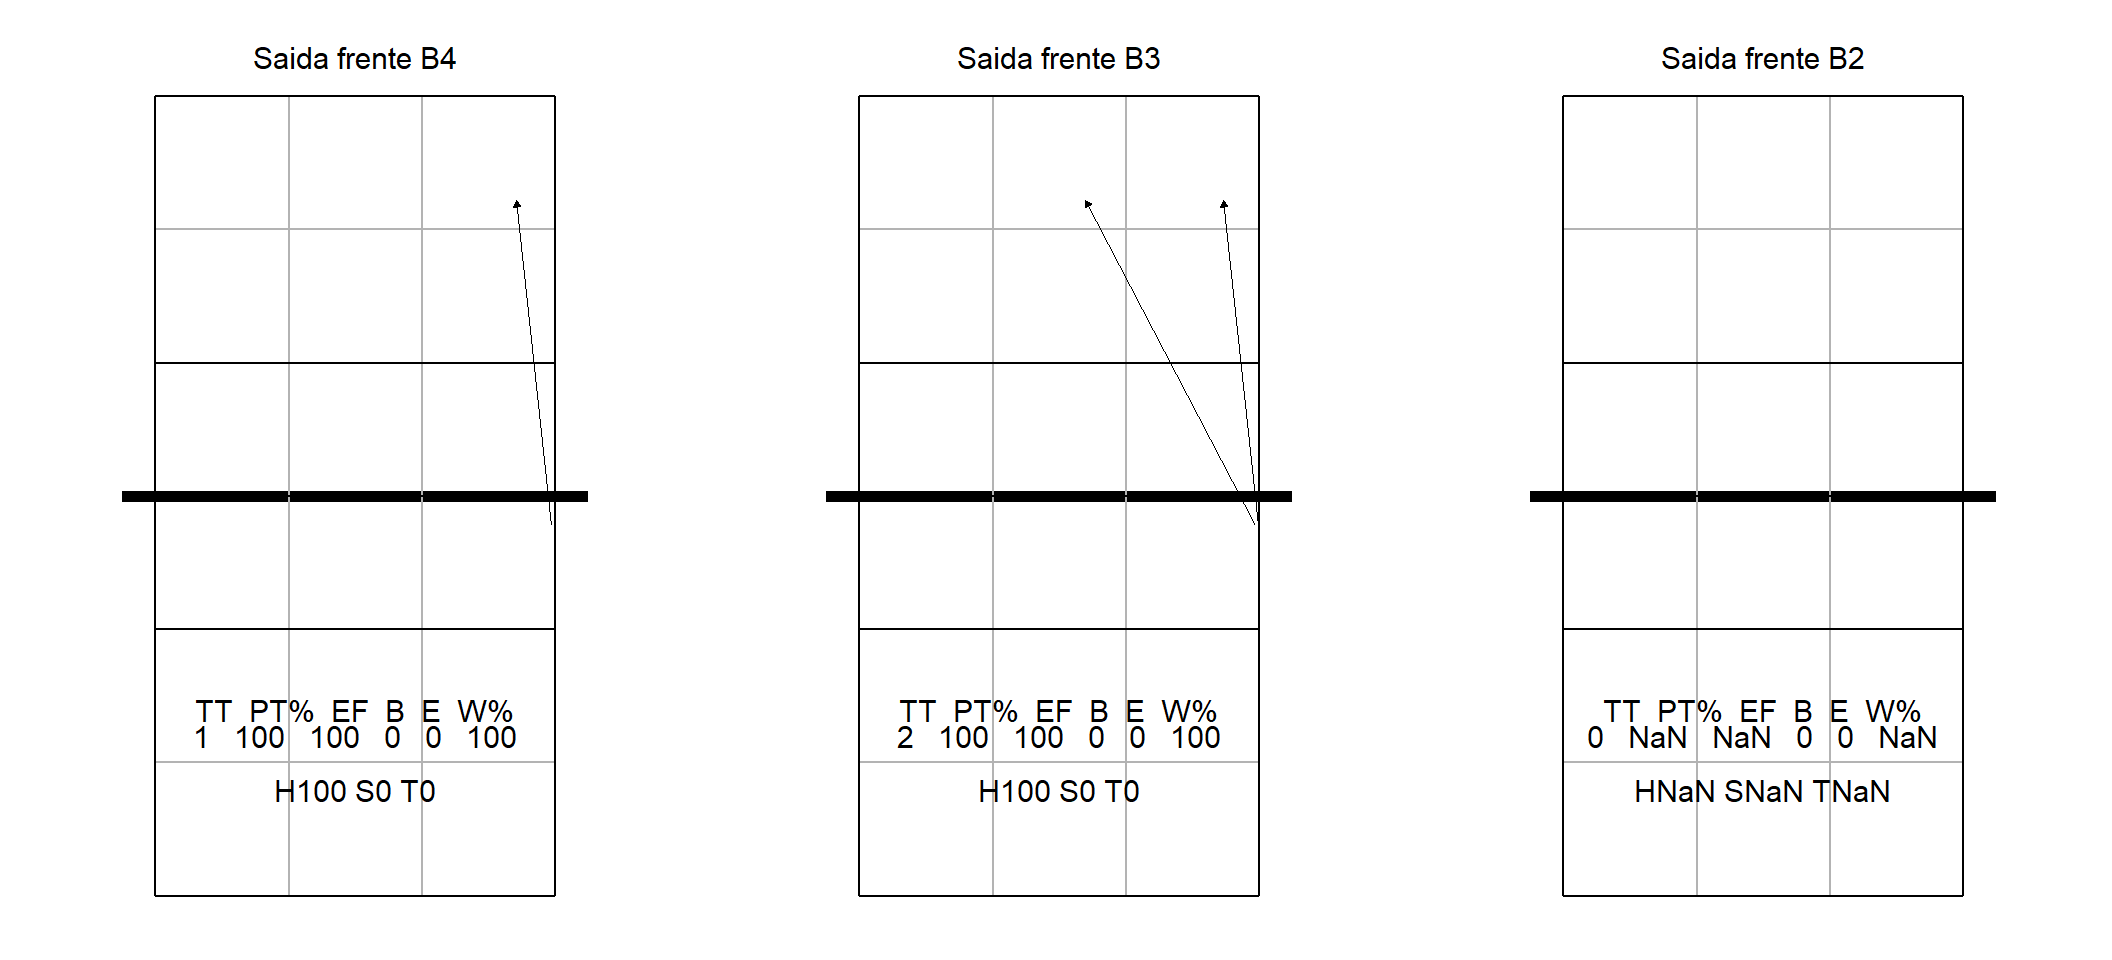 Saida frente B4
TT PT% EF B E W%
1 100 100 0 0 100
H100 S0 T0
Saida frente B3
TT PT% EF B E W%
2 100 100 0 0 100
H100 S0 T0
Saida frente B2
TT PT% EF B E W%
0 NaN NaN 0 0 NaN
HNaN SNaN TNaN